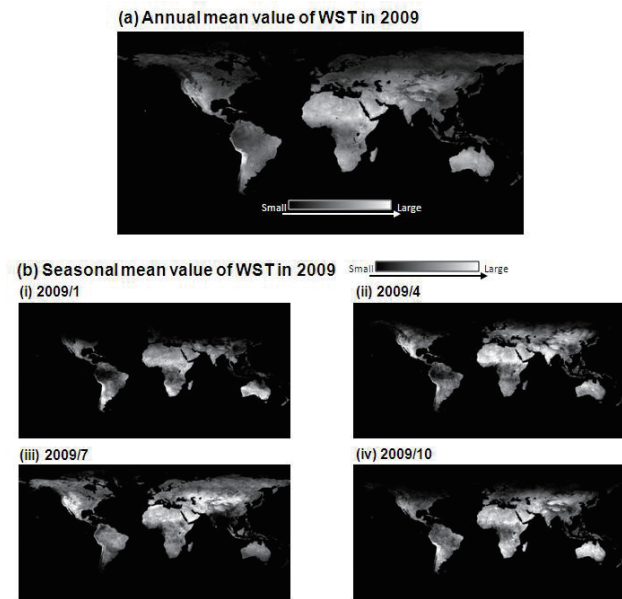 (a) Annual mean value of WST in 2009
Small Large
(b) Seasonal mean value of WST in 2009 Small Large
(i) 2009/1 (ii) 2009/4
(iii) 2009/7 (iv) 2009/10